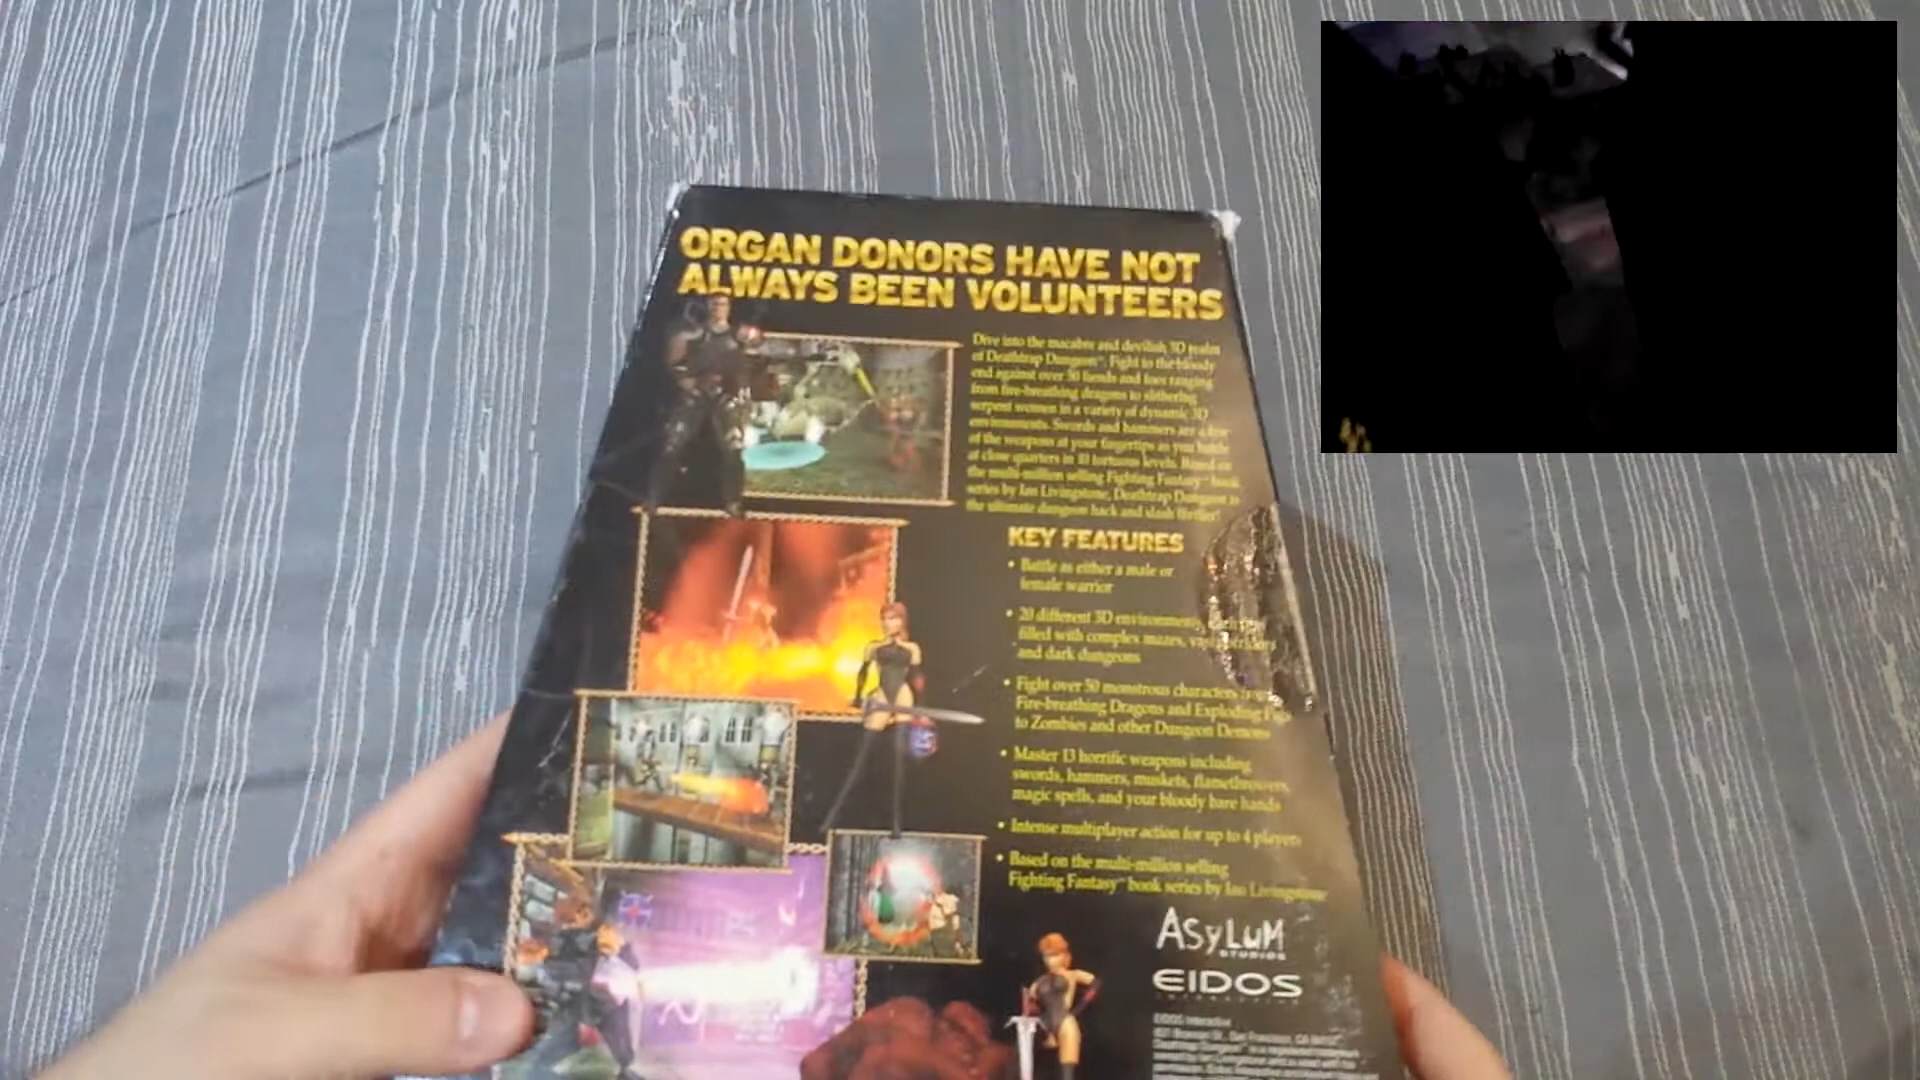 ORGAN DONORS HAVE NOT
ALWAYS BEEN VOLUNTEERS
Dive into the macabre and devilish 3D realm
of Deathtrap Dungeon™. Fight to the bloody
end against over 50 fiends and foes ranging
from fire-breathing dragons to slithering
serpent women in a variety of dynamic 3D
environments. Swords and hammers are a few
of the weapons at your fingertips as you battle
at close quarters in 10 tortuous levels. Based on
the multi-million selling Fighting Fantasy™ book
series by Ian Livingstone, Deathtrap Dungeon is
the ultimate dungeon hack and slash thriller!
KEY FEATURES
• Battle as either a male or
female warrior
• 20 different 3D environments,
filled with complex mazes,
and dark dungeons
• Fight over 50 monstrous characters
Fire-breathing Dragons and Exploding Pigs
to Zombies and other Dungeon Demons
• Master 13 horrific weapons including
swords, hammers, muskets, flamethrowers,
magic spells, and your bloody bare hands
• Intense multiplayer action for up to 4 players
• Based on the multi-million selling
Fighting Fantasy™ book series by Ian Livingstone
ASYLUM
STUDIOS
EIDOS
INTERACTIVE
EIDOS Interactive